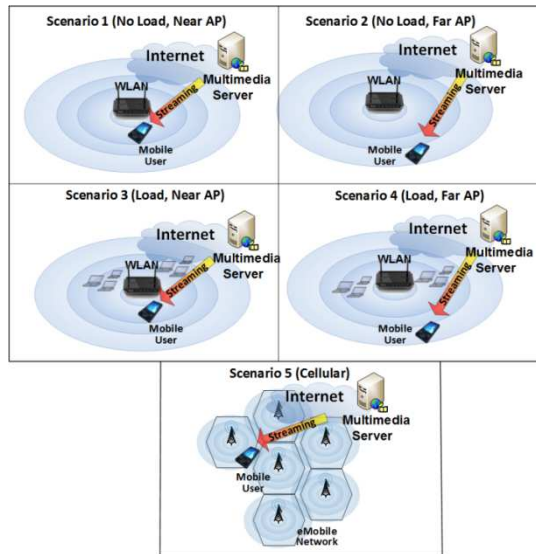 Scenario 1 (No Load, Near AP)
Internet
WLAN
Multimedia
Server
Streaming
Mobile
User
Scenario 2 (No Load, Far AP)
Internet
WLAN
Multimedia
Server
Streaming
Mobile
User
Scenario 3 (Load, Near AP)
Internet
WLAN
Multimedia
Server
Streaming
Mobile
User
Scenario 4 (Load, Far AP)
Internet
WLAN
Multimedia
Server
Streaming
Mobile
User
Scenario 5 (Cellular)
Internet
Streaming
Multimedia
Server
Mobile
User
eMobile
Network